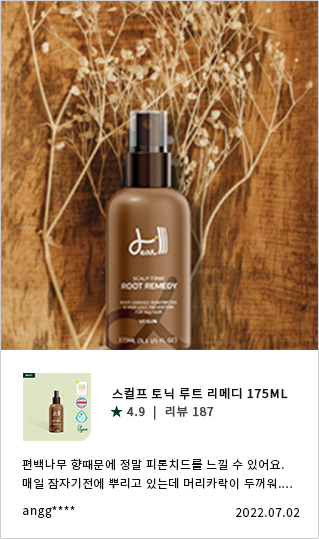 SCALP TONIC
ROOT REMEDY
스컬프 토닉 루트 리메디 175ML
★ 4.9 | 리뷰 187
편백나무 향때문에 정말 피톤치드를 느낄 수 있어요.
매일 잠자기전에 뿌리고 있는데 머리카락이 두꺼워....
angg****
2022.07.02